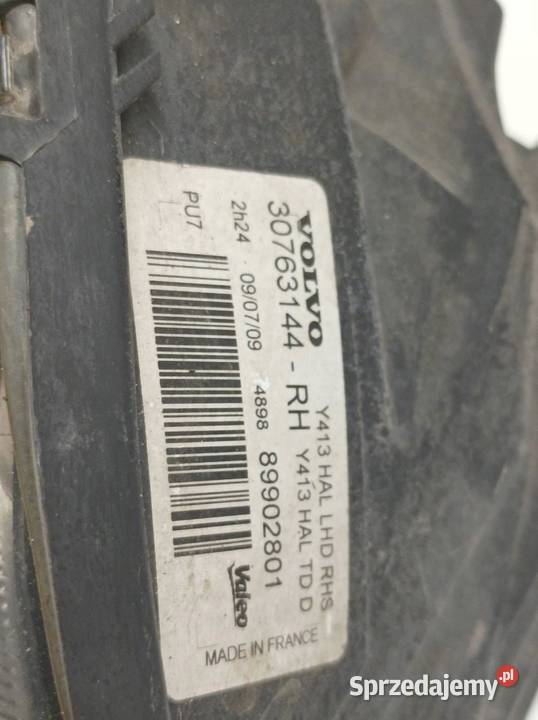 VOLVO Y413 HAL LHD RHS
30763144 - RH Y413 HAL TD D
2h24 09/07/09 4898 89902801
PU7
Valeo
MADE IN FRANCE
Sprzedajemy.pl